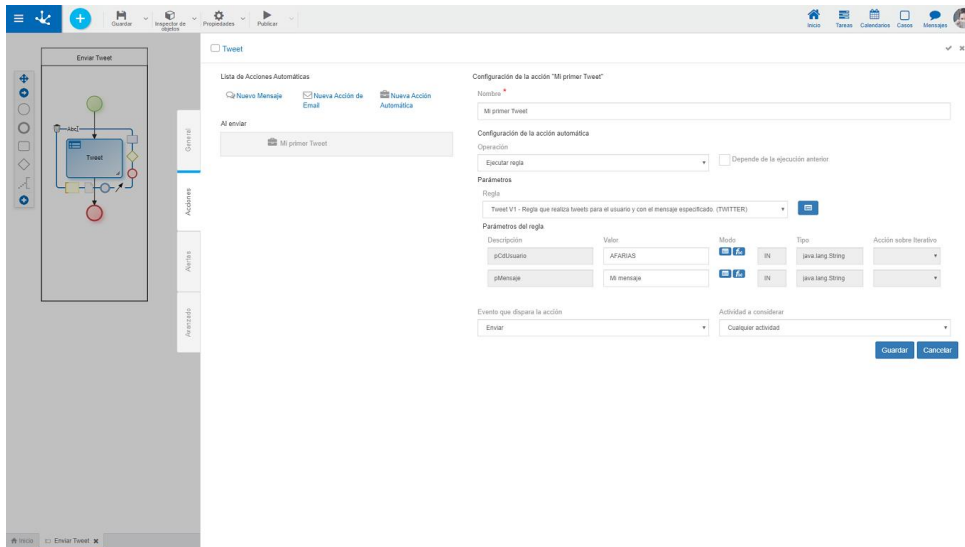 Guardar
Inspector de objetos
Propiedades
Publicar
Inicio
Tareas
Calendarios
Casos
Mensajes
Enviar Tweet
Abc
Tweet
General
Acciones
Alertas
Avanzado
Tweet
Lista de Acciones Automáticas
Nuevo Mensaje
Nueva Acción de Email
Nueva Acción Automática
Al enviar
Mi primer Tweet
Configuración de la acción "Mi primer Tweet"
Nombre *
Mi primer Tweet
Configuración de la acción automática
Operación
Ejecutar regla
Depende de la ejecución anterior
Parámetros
Regla
Tweet V1 - Regla que realiza tweets para el usuario y con el mensaje especificado (TWITTER)
Parámetros del regla
Descripción Valor Modo Tipo Acción sobre Iterativo
pCdUsuario AFARIAS fx IN java.lang.String
pMensaje Mi mensaje fx IN java.lang.String
Evento que dispara la acción
Enviar
Actividad a considerar
Cualquier actividad
Guardar Cancelar
Inicio
Enviar Tweet